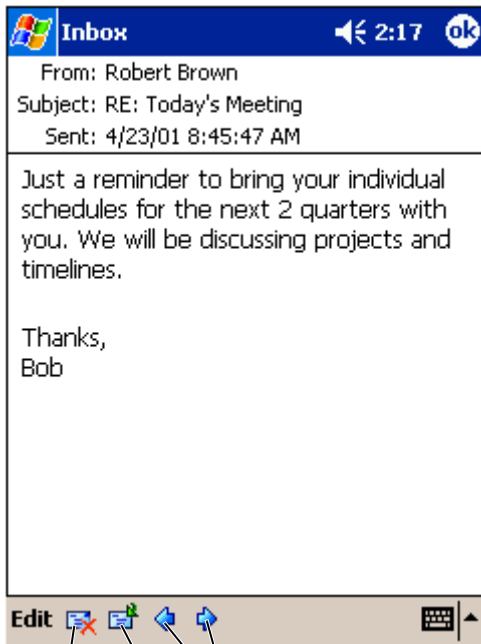 Inbox 2:17 ok
From: Robert Brown
Subject: RE: Today's Meeting
Sent: 4/23/01 8:45:47 AM
Just a reminder to bring your individual
schedules for the next 2 quarters with
you. We will be discussing projects and
timelines.
Thanks,
Bob
Edit